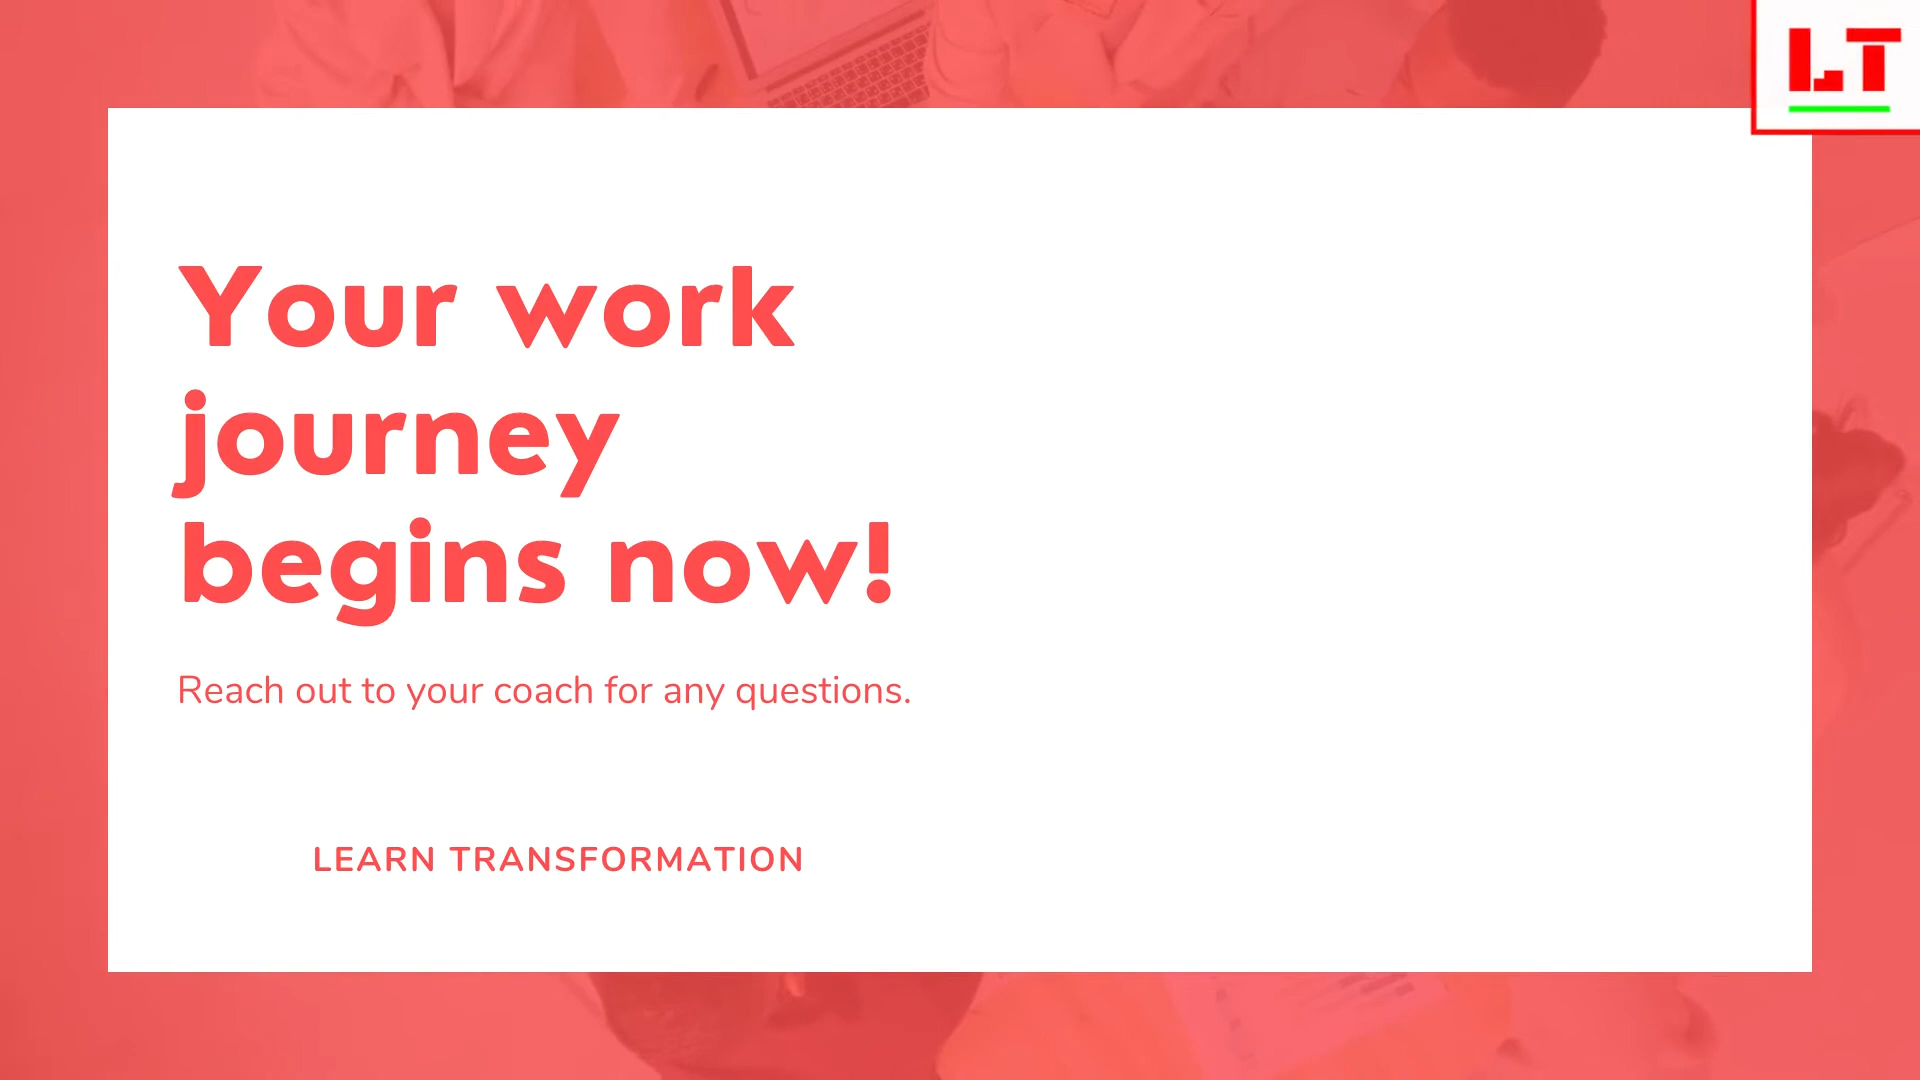 LT
Your work
journey
begins now!
Reach out to your coach for any questions.
LEARN TRANSFORMATION